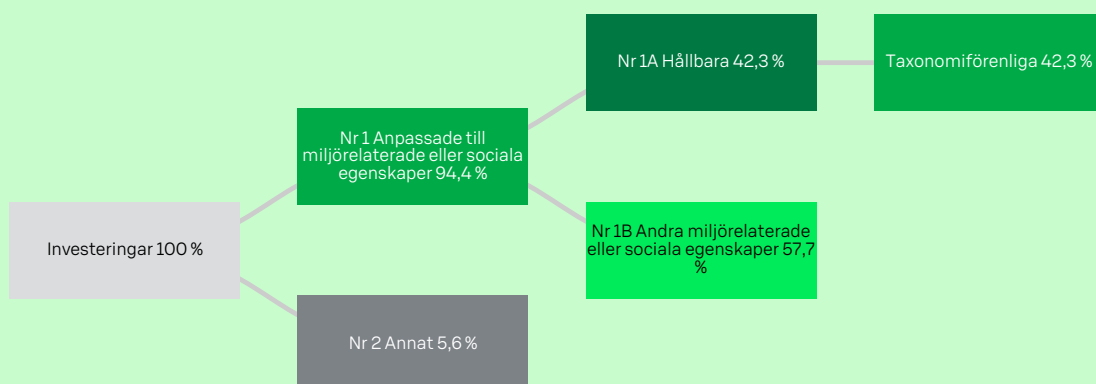 Nr 1A Hållbara 42,3 %
Taxonomiförenliga 42,3 %
Nr 1 Anpassade till
miljörelaterade eller sociala
egenskaper 94,4 %
Nr 1B Andra miljörelaterade
eller sociala egenskaper 57,7
%
Investeringar 100 %
Nr 2 Annat 5,6 %